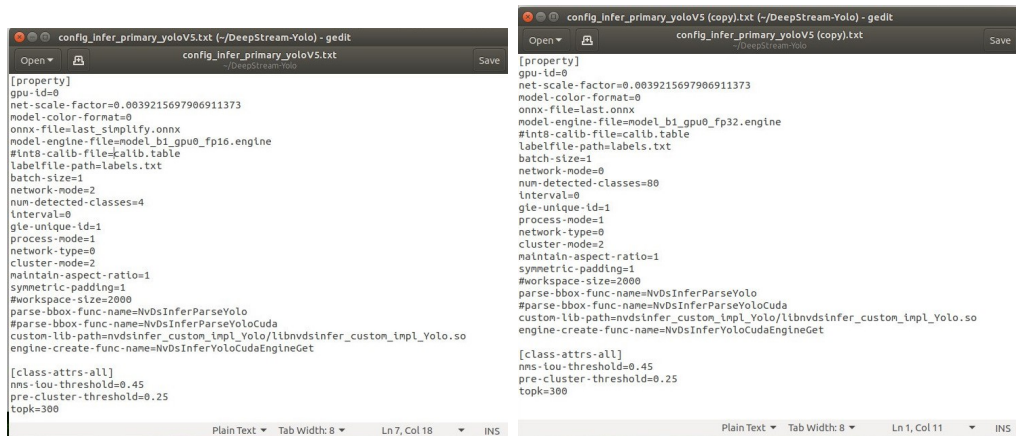 config_infer_primary_yoloV5.txt (~/DeepStream-Yolo) - gedit
Open
config_infer_primary_yoloV5.txt
~/DeepStream-Yolo
Save
[property]
gpu-id=0
net-scale-factor=0.0039215697906911373
model-color-format=0
onnx-file=last_simplify.onnx
model-engine-file=model_b1_gpu0_fp16.engine
#int8-calib-file=calib.table
labelfile-path=labels.txt
batch-size=1
network-mode=2
num-detected-classes=4
interval=0
gie-unique-id=1
process-mode=1
network-type=0
cluster-mode=2
maintain-aspect-ratio=1
symmetric-padding=1
#workspace-size=2000
parse-bbox-func-name=NvDsInferParseYolo
#parse-bbox-func-name=NvDsInferParseYoloCuda
custom-lib-path=nvdsinfer_custom_impl_Yolo/libnvdsinfer_custom_impl_Yolo.so
engine-create-func-name=NvDsInferYoloCudaEngineGet
[class-attrs-all]
nms-iou-threshold=0.45
pre-cluster-threshold=0.25
topk=300
Plain Text Tab Width: 8 Ln 7, Col 18 INS
config_infer_primary_yoloV5 (copy).txt (~/DeepStream-Yolo) - gedit
Open
config_infer_primary_yoloV5 (copy).txt
~/DeepStream-Yolo
Save
[property]
gpu-id=0
net-scale-factor=0.0039215697906911373
model-color-format=0
onnx-file=last.onnx
model-engine-file=model_b1_gpu0_fp32.engine
#int8-calib-file=calib.table
labelfile-path=labels.txt
batch-size=1
network-mode=0
num-detected-classes=80
interval=0
gie-unique-id=1
process-mode=1
network-type=0
cluster-mode=2
maintain-aspect-ratio=1
symmetric-padding=1
#workspace-size=2000
parse-bbox-func-name=NvDsInferParseYolo
#parse-bbox-func-name=NvDsInferParseYoloCuda
custom-lib-path=nvdsinfer_custom_impl_Yolo/libnvdsinfer_custom_impl_Yolo.so
engine-create-func-name=NvDsInferYoloCudaEngineGet
[class-attrs-all]
nms-iou-threshold=0.45
pre-cluster-threshold=0.25
topk=300
Plain Text Tab Width: 8 Ln 1, Col 11 INS